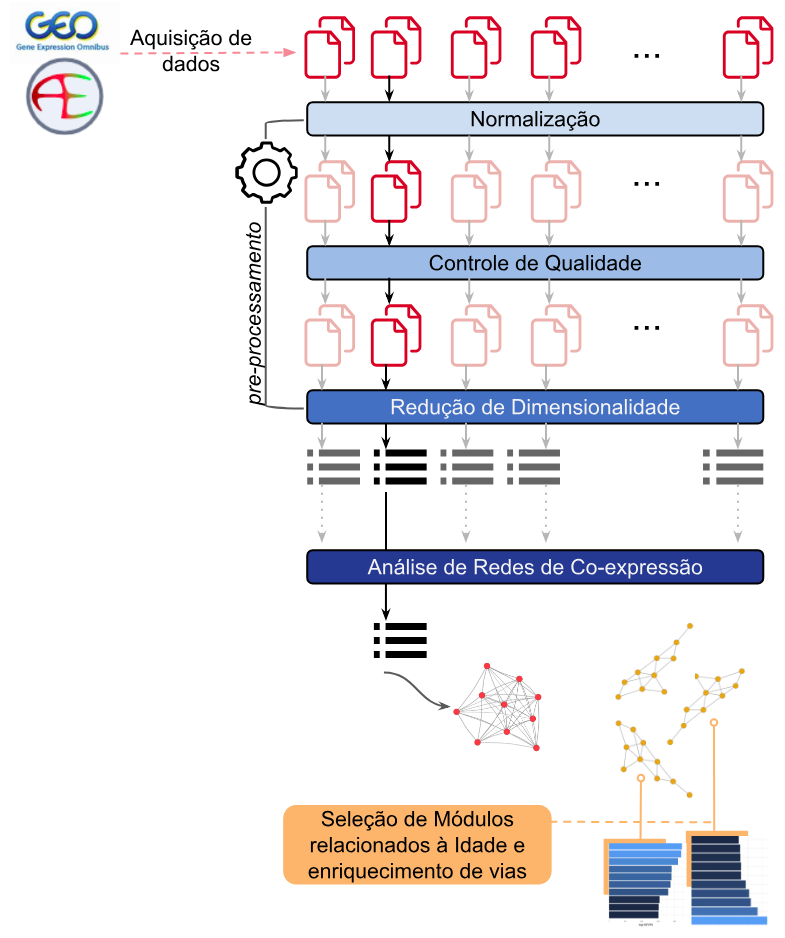 GEO
Gene Expression Omnibus
AE
Aquisição de
dados
...
Normalização
...
pre-processamento
Controle de Qualidade
...
Redução de Dimensionalidade
Análise de Redes de Co-expressão
Seleção de Módulos
relacionados à Idade e
enriquecimento de vias